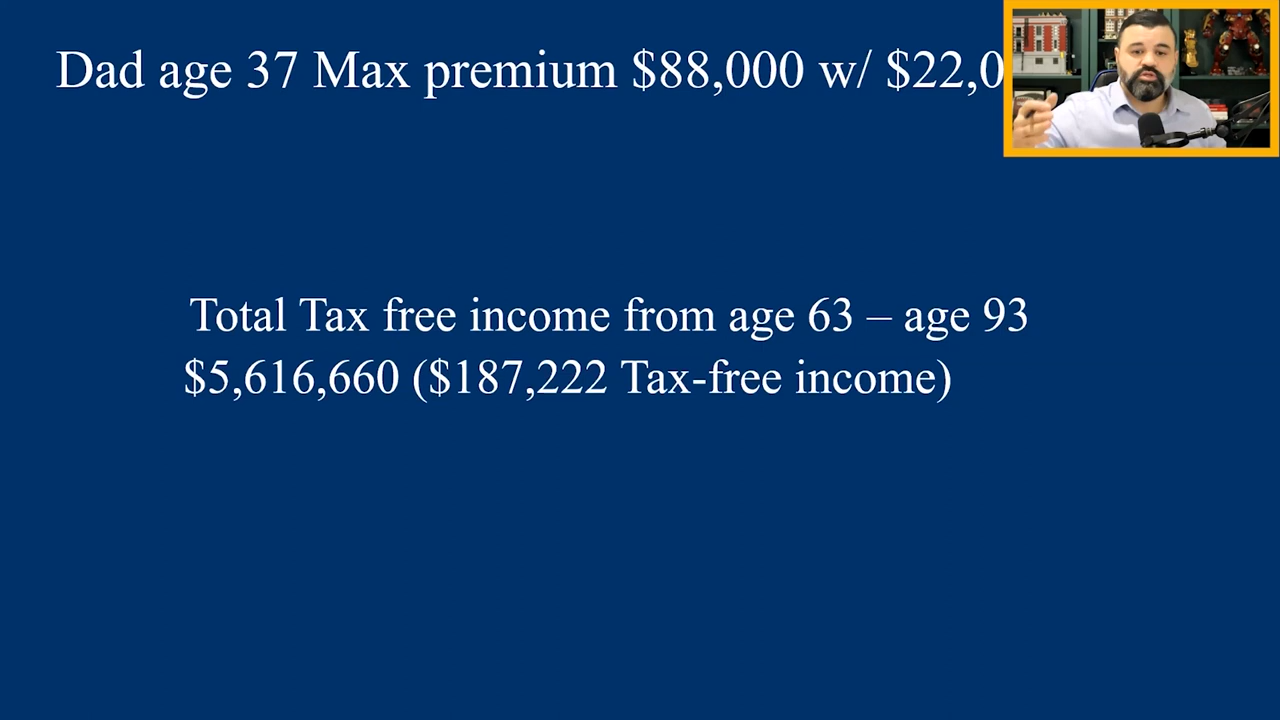 Dad age 37 Max premium $88,000 w/ $22,0
Total Tax free income from age 63 – age 93
$5,616,660 ($187,222 Tax-free income)